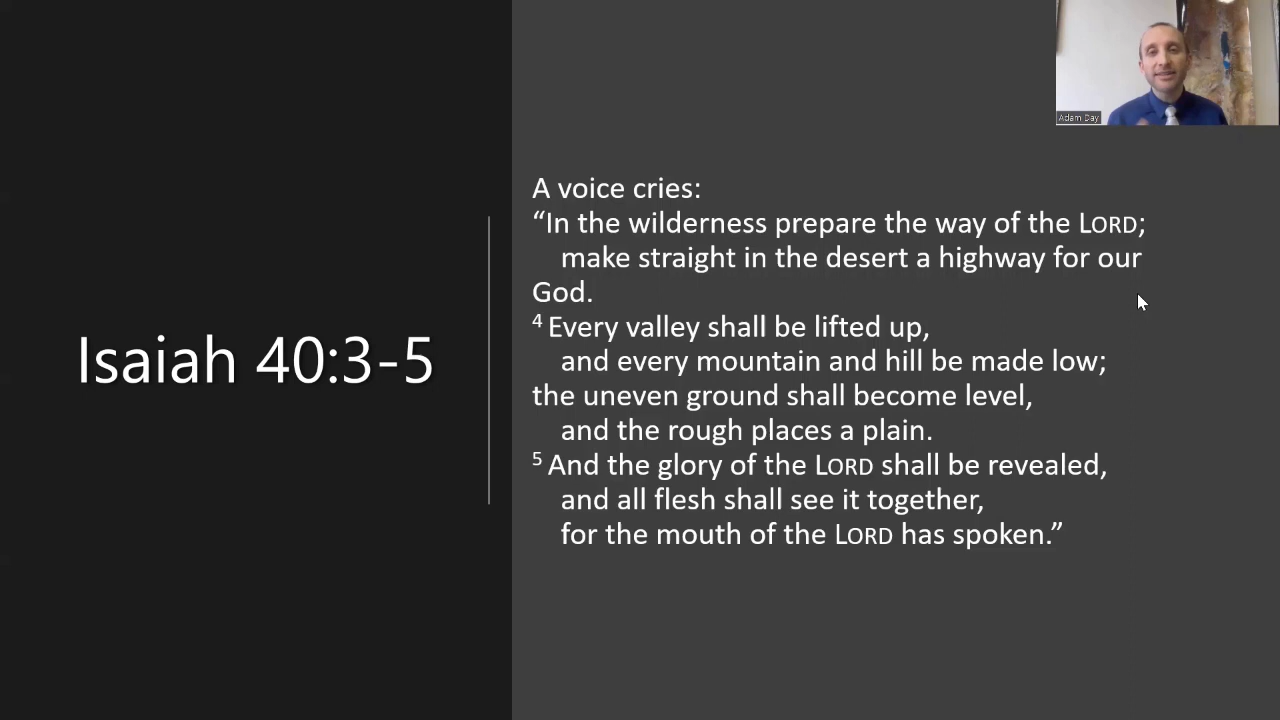 Adam Day
Isaiah 40:3-5
A voice cries:
“In the wilderness prepare the way of the LORD;
make straight in the desert a highway for our
God.
4 Every valley shall be lifted up,
and every mountain and hill be made low;
the uneven ground shall become level,
and the rough places a plain.
5 And the glory of the LORD shall be revealed,
and all flesh shall see it together,
for the mouth of the LORD has spoken.”